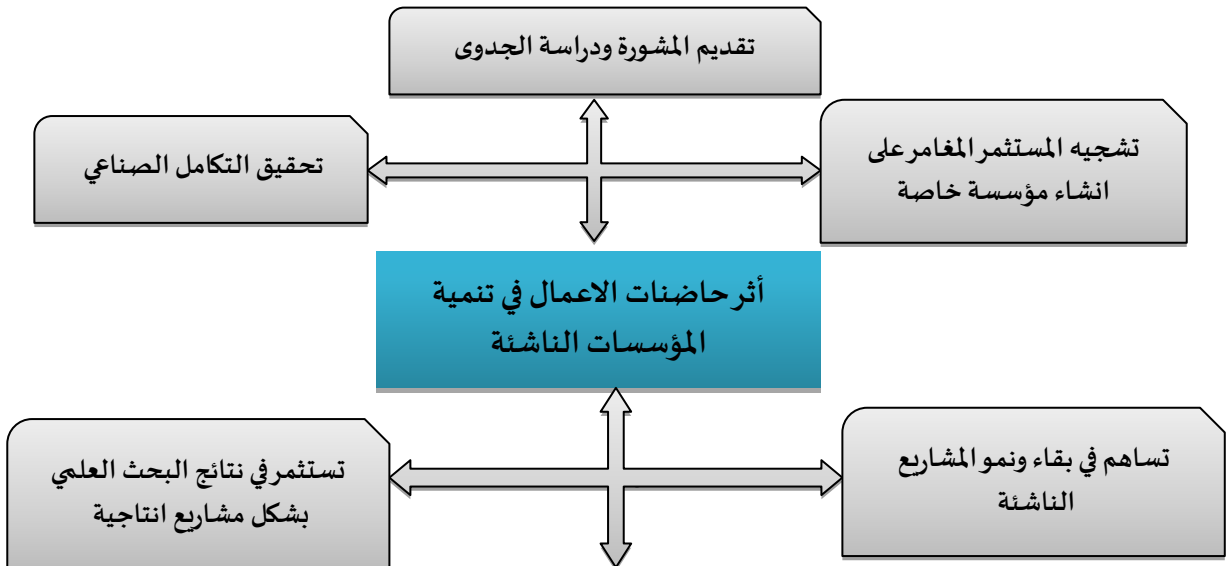 تقديم المشورة ودراسة الجدوى
تشجيه المستثمر المغامر على
انشاء مؤسسة خاصة
تحقيق التكامل الصناعي
أثر حاضنات الاعمال في تنمية
المؤسسات الناشئة
تساهم في بقاء ونمو المشاريع
الناشئة
تستثمر في نتائج البحث العلمي
بشكل مشاريع انتاجية